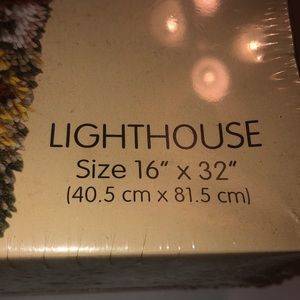 LIGHTHOUSE
Size 16" x 32"
(40.5 cm x 81.5 cm)